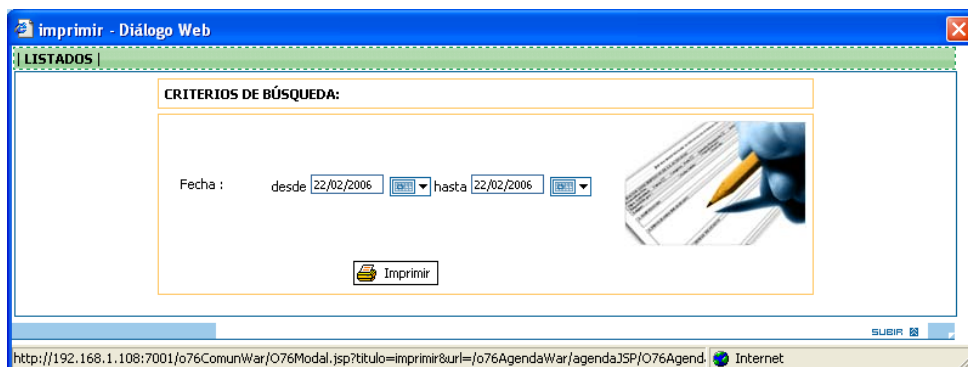 imprimir - Diálogo Web
| LISTADOS |
CRITERIOS DE BÚSQUEDA:
Fecha : desde 22/02/2006 hasta 22/02/2006
Imprimir
SUBIR
http://192.168.1.108:7001/o76ComunWar/O76Modal.jsp?titulo=imprimir&url=/o76AgendaWar/agendaJSP/O76Agend. Internet